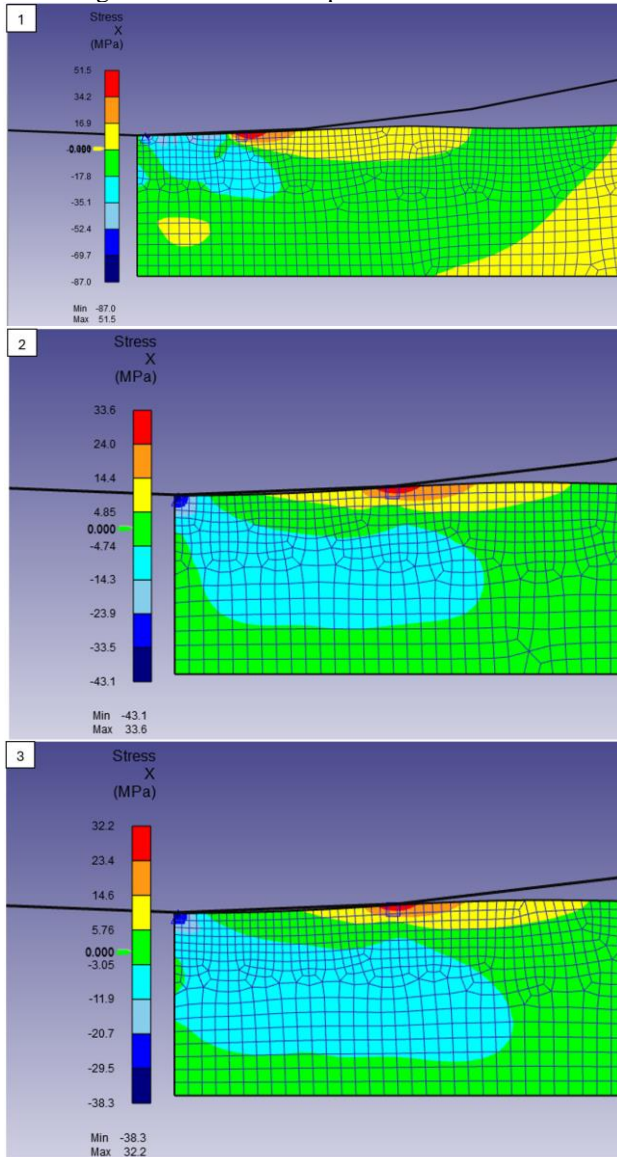 1
Stress
X
(MPa)
51.5
34.2
16.9
-0.000
-17.8
-35.1
-52.4
-69.7
-87.0
Min -87.0
Max 51.5
2
Stress
X
(MPa)
33.6
24.0
14.4
4.85
0.000
-4.74
-14.3
-23.9
-33.5
-43.1
Min -43.1
Max 33.6
3
Stress
X
(MPa)
32.2
23.4
14.6
5.76
0.000
-3.05
-11.9
-20.7
-29.5
-38.3
Min -38.3
Max 32.2